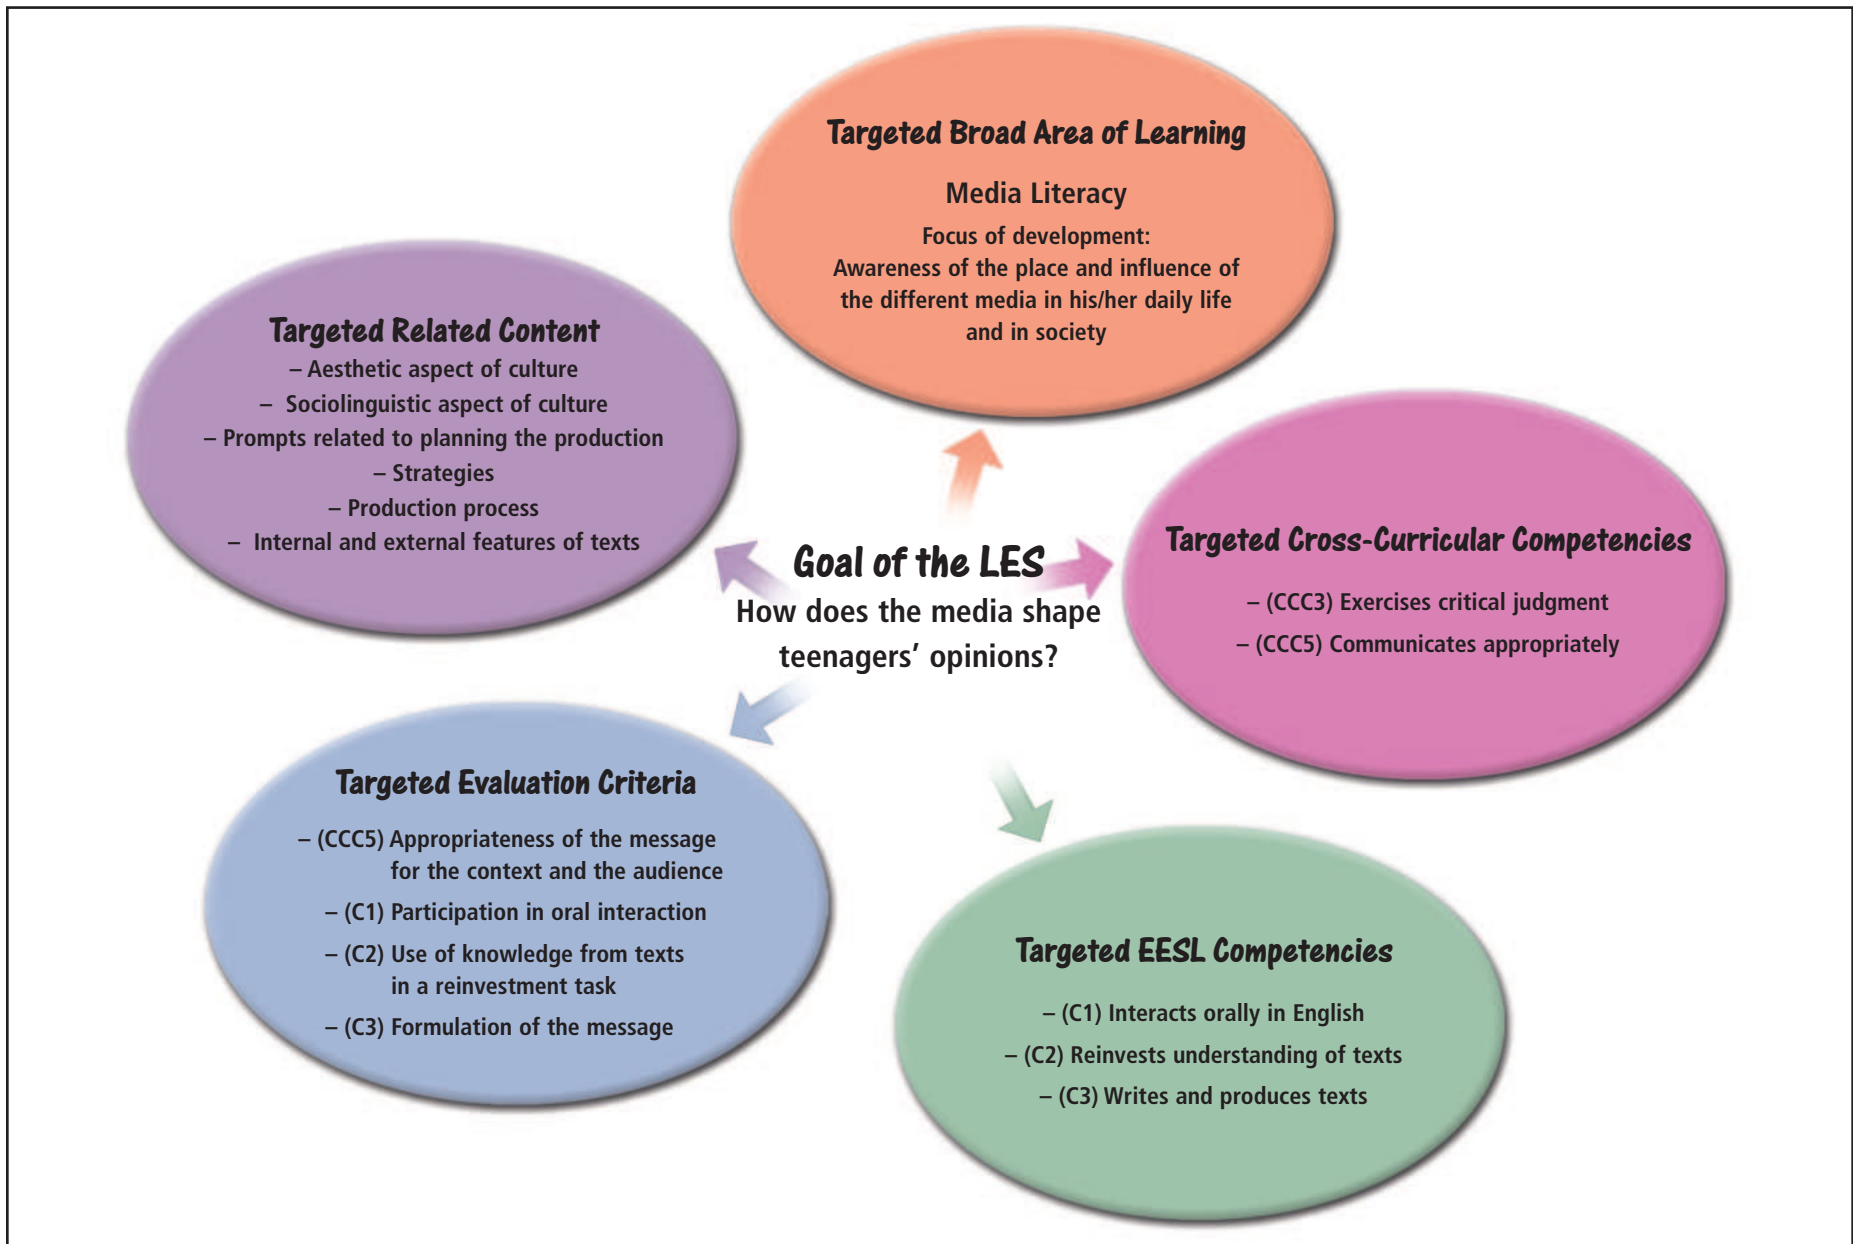 Targeted Broad Area of Learning
Media Literacy
Focus of development:
Awareness of the place and influence of
the different media in his/her daily life
and in society
Targeted Related Content
– Aesthetic aspect of culture
– Sociolinguistic aspect of culture
– Prompts related to planning the production
– Strategies
– Production process
– Internal and external features of texts
Goal of the LES
How does the media shape
teenagers’ opinions?
Targeted Cross-Curricular Competencies
– (CCC3) Exercises critical judgment
– (CCC5) Communicates appropriately
Targeted Evaluation Criteria
– (CCC5) Appropriateness of the message
for the context and the audience
– (C1) Participation in oral interaction
– (C2) Use of knowledge from texts
in a reinvestment task
– (C3) Formulation of the message
Targeted EESL Competencies
– (C1) Interacts orally in English
– (C2) Reinvests understanding of texts
– (C3) Writes and produces texts